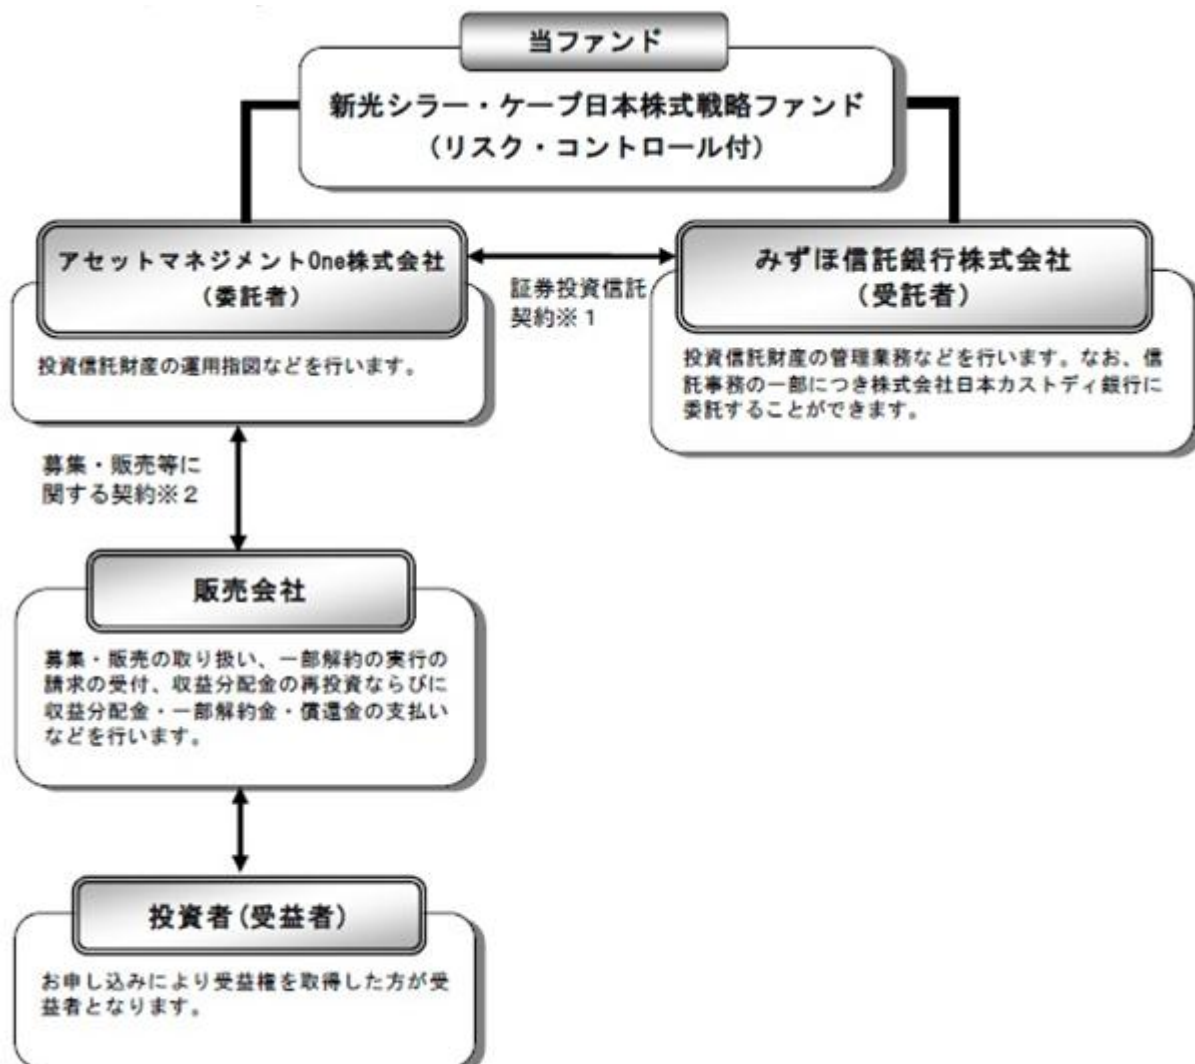 当ファンド
新光シラー・ケープ日本株式戦略ファンド
(リスク・コントロール付)
アセットマネジメントOne株式会社
(委託者)
投資信託財産の運用指図などを行います。
証券投資信託
契約※1
みずほ信託銀行株式会社
(受託者)
投資信託財産の管理業務などを行います。なお、信
託事務の一部につき株式会社日本カストディ銀行に
委託することができます。
募集・販売等に
関する契約※2
販売会社
募集・販売の取り扱い、一部解約の実行の
請求の受付、収益分配金の再投資ならびに
収益分配金・一部解約金・償還金の支払い
などを行います。
投資者(受益者)
お申し込みにより受益権を取得した方が受
益者となります。